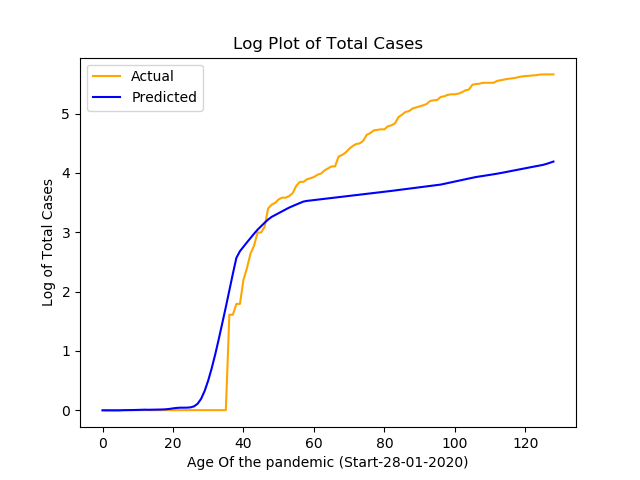 Log Plot of Total Cases
Actual
Predicted
Log of Total Cases
5
4
3
2
1
0
0 20 40 60 80 100 120
Age Of the pandemic (Start-28-01-2020)